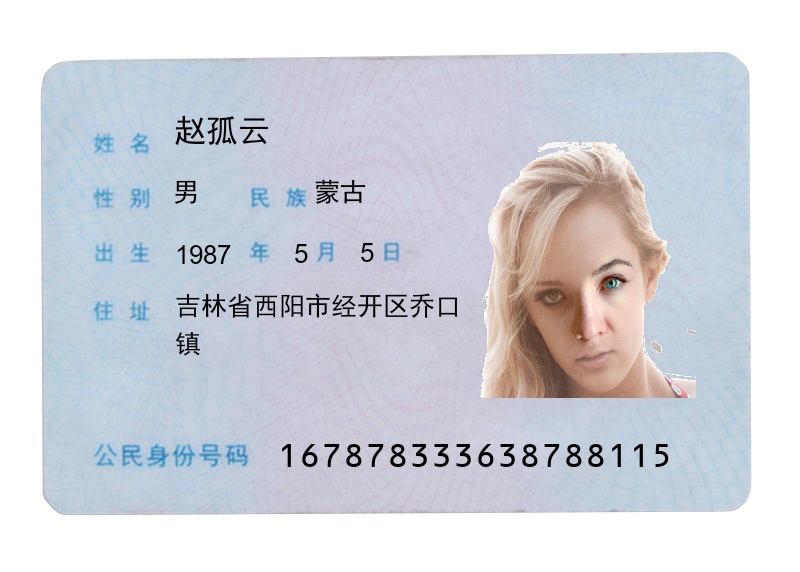 姓名 赵孤云
性别 男 民族 蒙古
出生 1987 年 5 月 5 日
住址 吉林省西阳市经开区乔口
镇
公民身份号码 167878333638788115